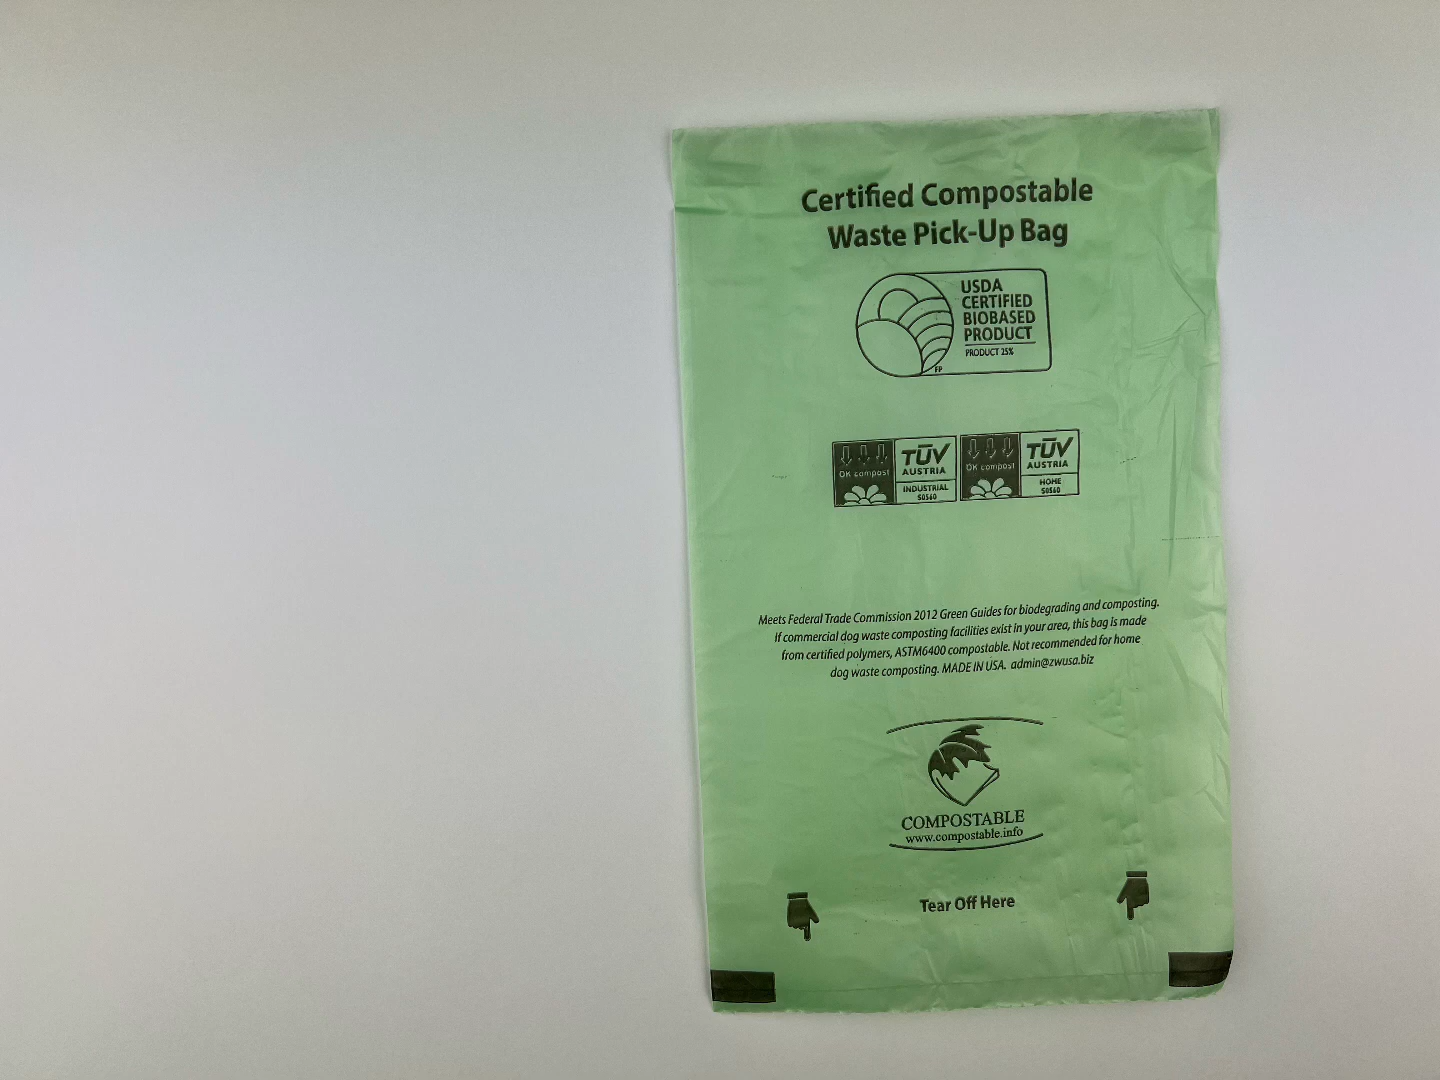 Certified Compostable
Waste Pick-Up Bag
USDA
CERTIFIED
BIOBASED
PRODUCT
PRODUCT 25%
FP
OK compost
TÜV
AUSTRIA
INDUSTRIAL
S0560
OK compost
TÜV
AUSTRIA
HOME
S0560
Meets Federal Trade Commission 2012 Green Guides for biodegrading and composting.
If commercial dog waste composting facilities exist in your area, this bag is made
from certified polymers, ASTM6400 compostable. Not recommended for home
dog waste composting. MADE IN USA. admin@zwusa.biz
COMPOSTABLE
www.compostable.info
Tear Off Here